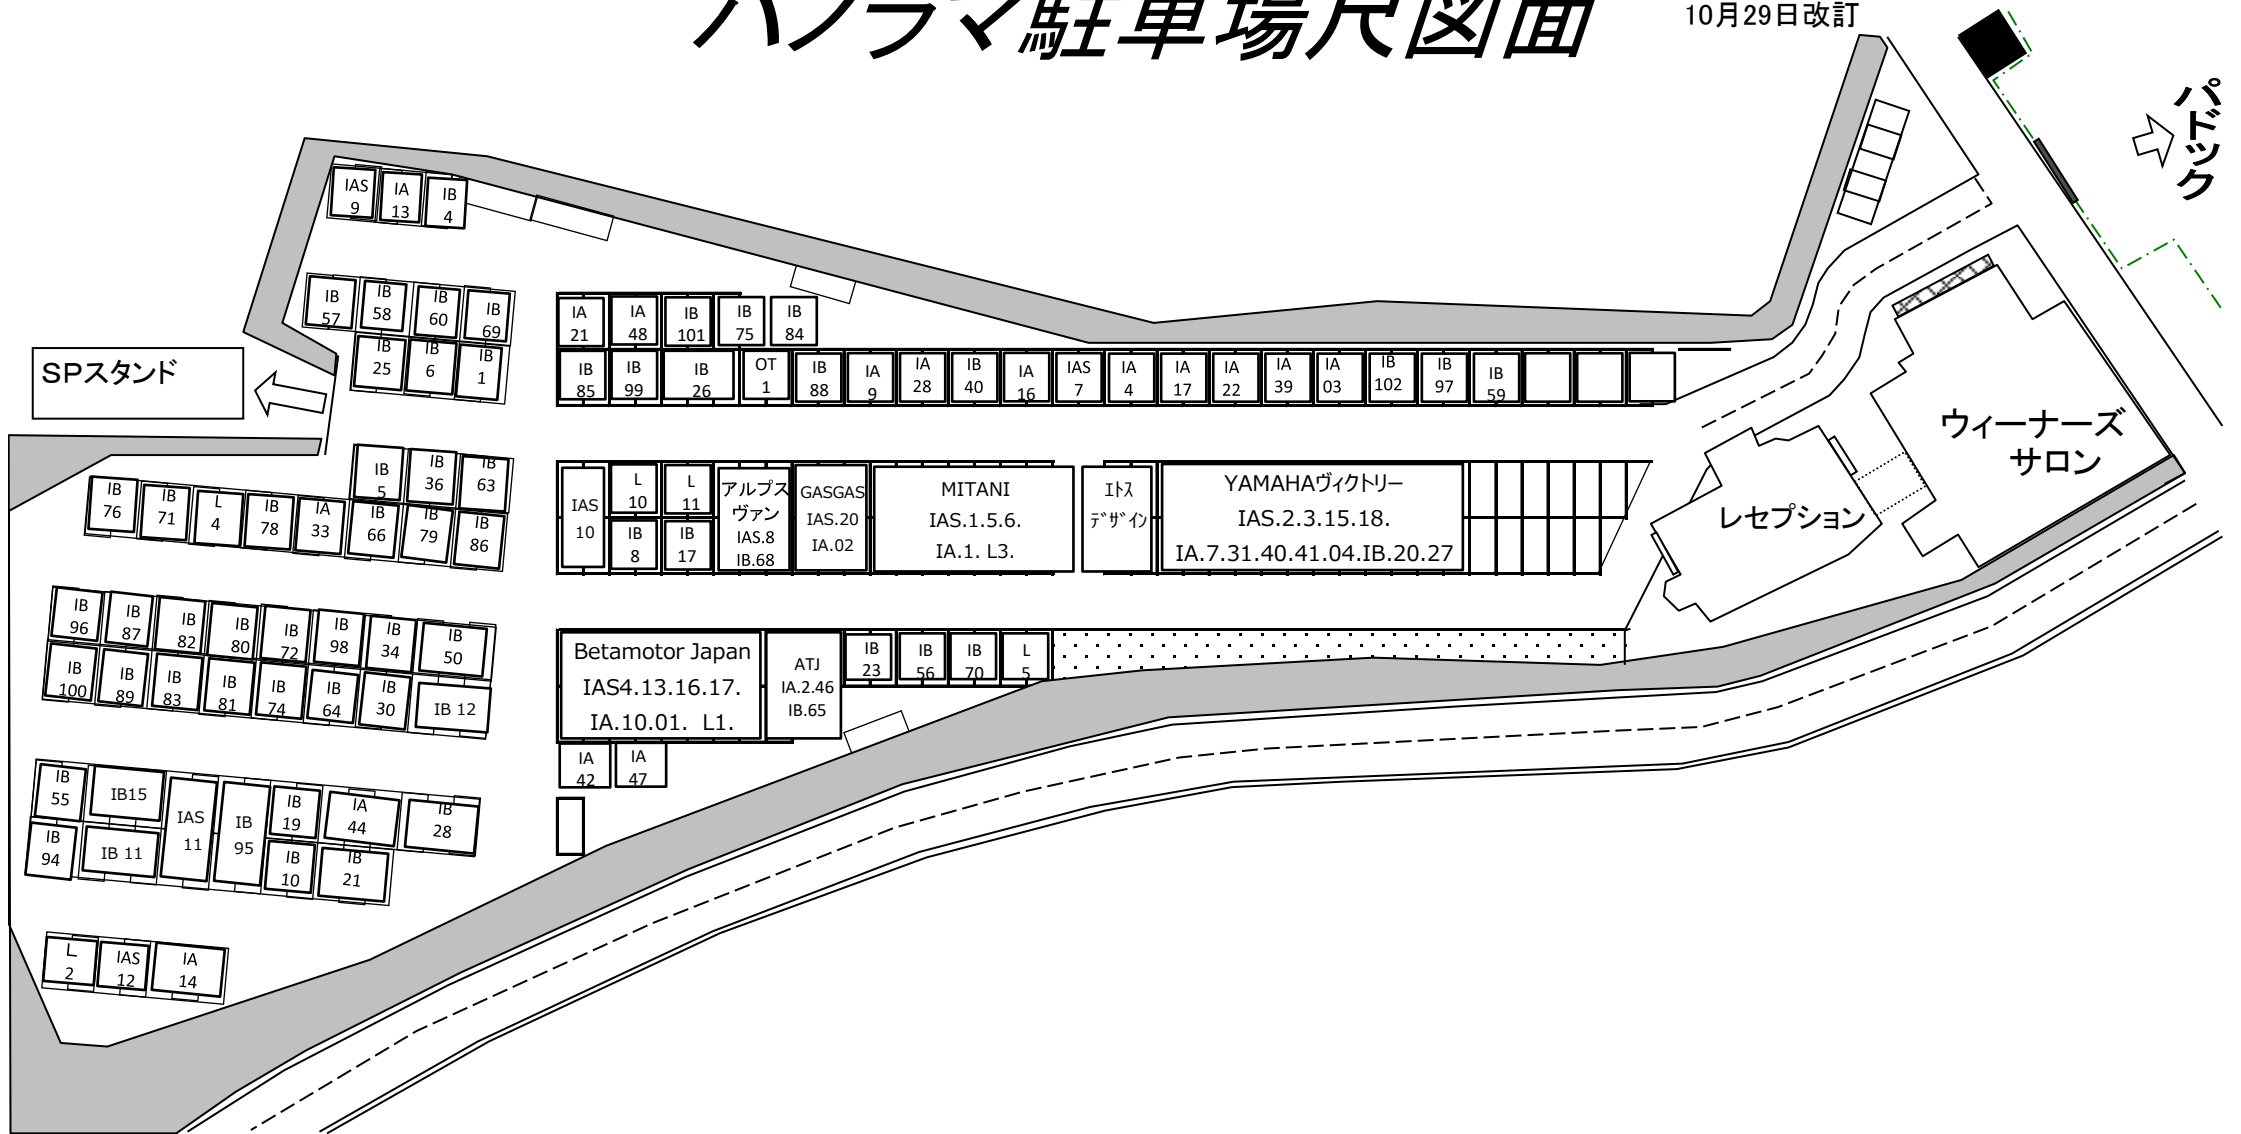 パノラマ駐車場尺図面
10月29日改訂
パドック
IAS
9
IA
13
IB
4
IB
57
IB
58
IB
60
IB
69
IB
25
IB
6
IB
1
IA
21
IA
48
IB
101
IB
75
IB
84
SPスタンド
IB
85
IB
99
IB
26
OT
1
IB
88
IA
9
IA
28
IB
40
IA
16
IAS
7
IA
4
IA
17
IA
22
IA
39
IA
03
IB
102
IB
97
IB
59
ウィーナーズ
サロン
レセプション
IB
5
IB
36
IB
63
IB
76
IB
71
L
4
IB
78
IA
33
IB
66
IB
79
IB
86
IAS
10
L
10
L
11
IB
8
IB
17
アルプス
ヴァン
IAS.8
IB.68
GASGAS
IAS.20
IA.02
MITANI
IAS.1.5.6.
IA.1. L3.
ｴﾄｽ
ﾃﾞｻﾞｲﾝ
YAMAHAヴィクトリー
IAS.2.3.15.18.
IA.7.31.40.41.04.IB.20.27
IB
96
IB
87
IB
82
IB
80
IB
72
IB
98
IB
34
IB
50
IB
100
IB
89
IB
83
IB
81
IB
74
IB
64
IB
30
IB 12
Betamotor Japan
IAS4.13.16.17.
IA.10.01. L1.
ATJ
IA.2.46
IB.65
IB
23
IB
56
IB
70
L
5
IA
42
IA
47
IB
55
IB15
IAS
11
IB
95
IB
19
IA
44
IB
28
IB
94
IB 11
IB
10
IB
21
L
2
IAS
12
IA
14